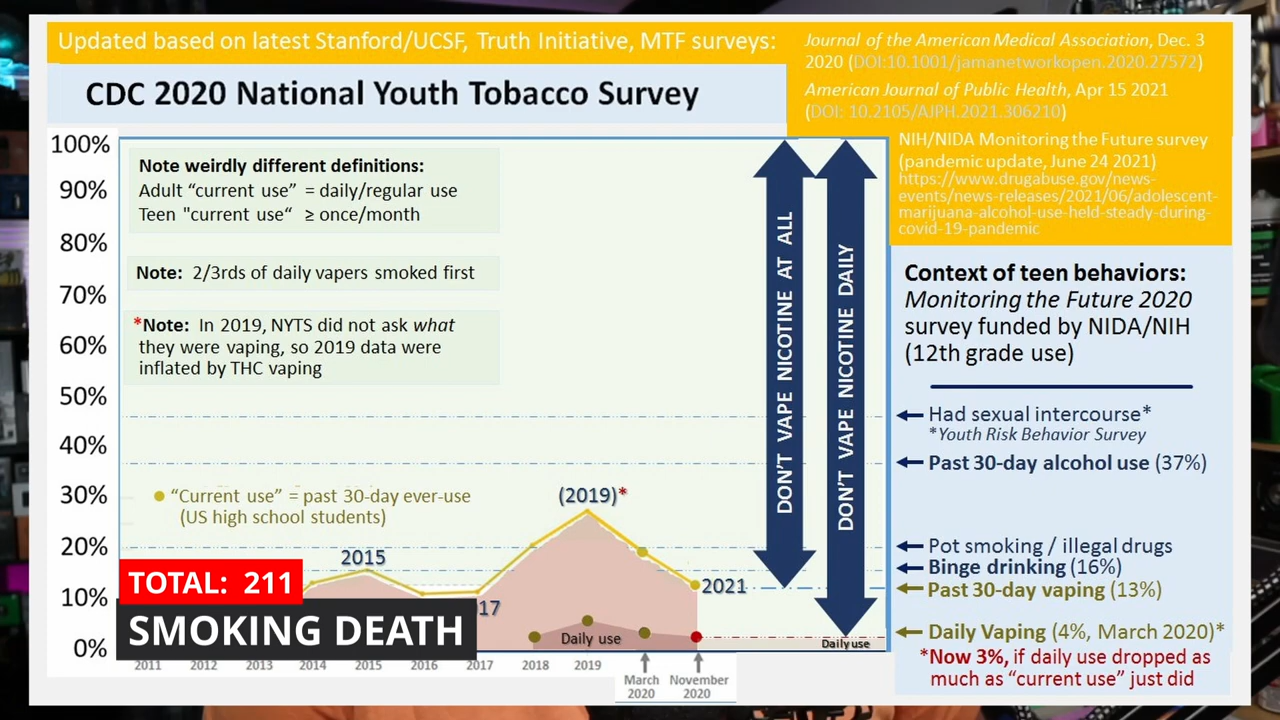 Updated based on latest Stanford/UCSF, Truth Initiative, MTF surveys:
CDC 2020 National Youth Tobacco Survey
Journal of the American Medical Association, Dec. 3
2020 (DOI:10.1001/jamanetworkopen.2020.27572)
American Journal of Public Health, Apr 15 2021
(DOI: 10.2105/AJPH.2021.306210)
NIH/NIDA Monitoring the Future survey
(pandemic update, June 24 2021)
https://www.drugabuse.gov/news-
events/news-releases/2021/06/adolescent-
marijuana-alcohol-use-held-steady-during-
covid-19-pandemic
100%
90%
80%
70%
60%
50%
40%
30%
20%
10%
0%
Note weirdly different definitions:
Adult “current use” = daily/regular use
Teen "current use“ ≥ once/month
Note: 2/3rds of daily vapers smoked first
*Note: In 2019, NYTS did not ask what
they were vaping, so 2019 data were
inflated by THC vaping
“Current use” = past 30-day ever-use
(US high school students)
2015
17
(2019)*
2021
Daily use
DON'T VAPE NICOTINE AT ALL
DON'T VAPE NICOTINE DAILY
Daily use
TOTAL: 211
SMOKING DEATH
2011 2012 2013 2014 2015 2016 2017 2018 2019
March
2020
November
2020
Context of teen behaviors:
Monitoring the Future 2020
survey funded by NIDA/NIH
(12th grade use)
Had sexual intercourse*
*Youth Risk Behavior Survey
Past 30-day alcohol use (37%)
Pot smoking / illegal drugs
Binge drinking (16%)
Past 30-day vaping (13%)
Daily Vaping (4%, March 2020)*
*Now 3%, if daily use dropped as
much as “current use” just did